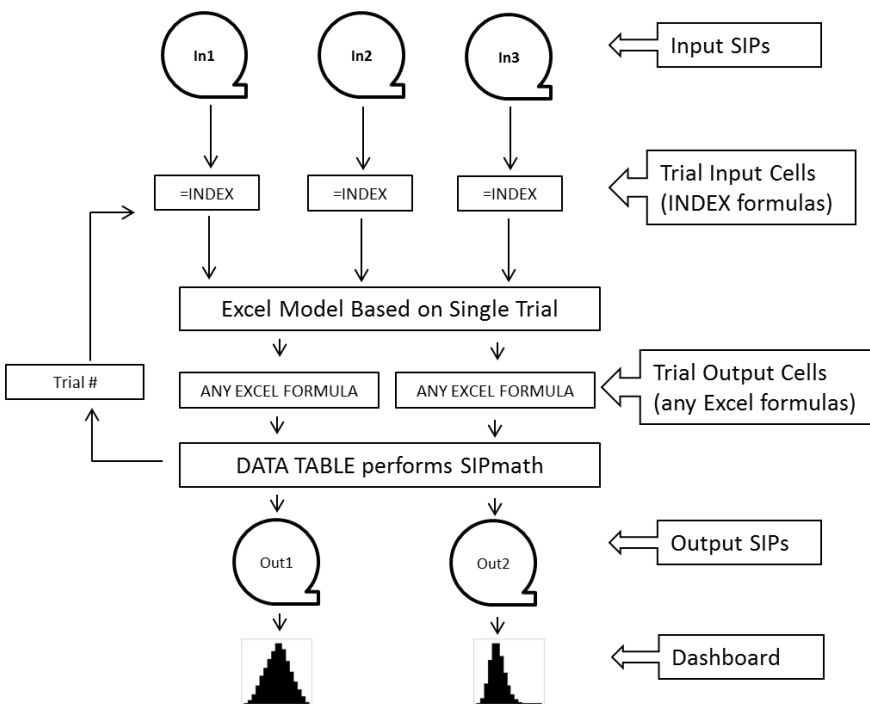 In1
In2
In3
Input SIPs
=INDEX
=INDEX
=INDEX
Trial Input Cells
(INDEX formulas)
Excel Model Based on Single Trial
Trial #
ANY EXCEL FORMULA
ANY EXCEL FORMULA
Trial Output Cells
(any Excel formulas)
DATA TABLE performs SIPmath
Out1
Out2
Output SIPs
Dashboard